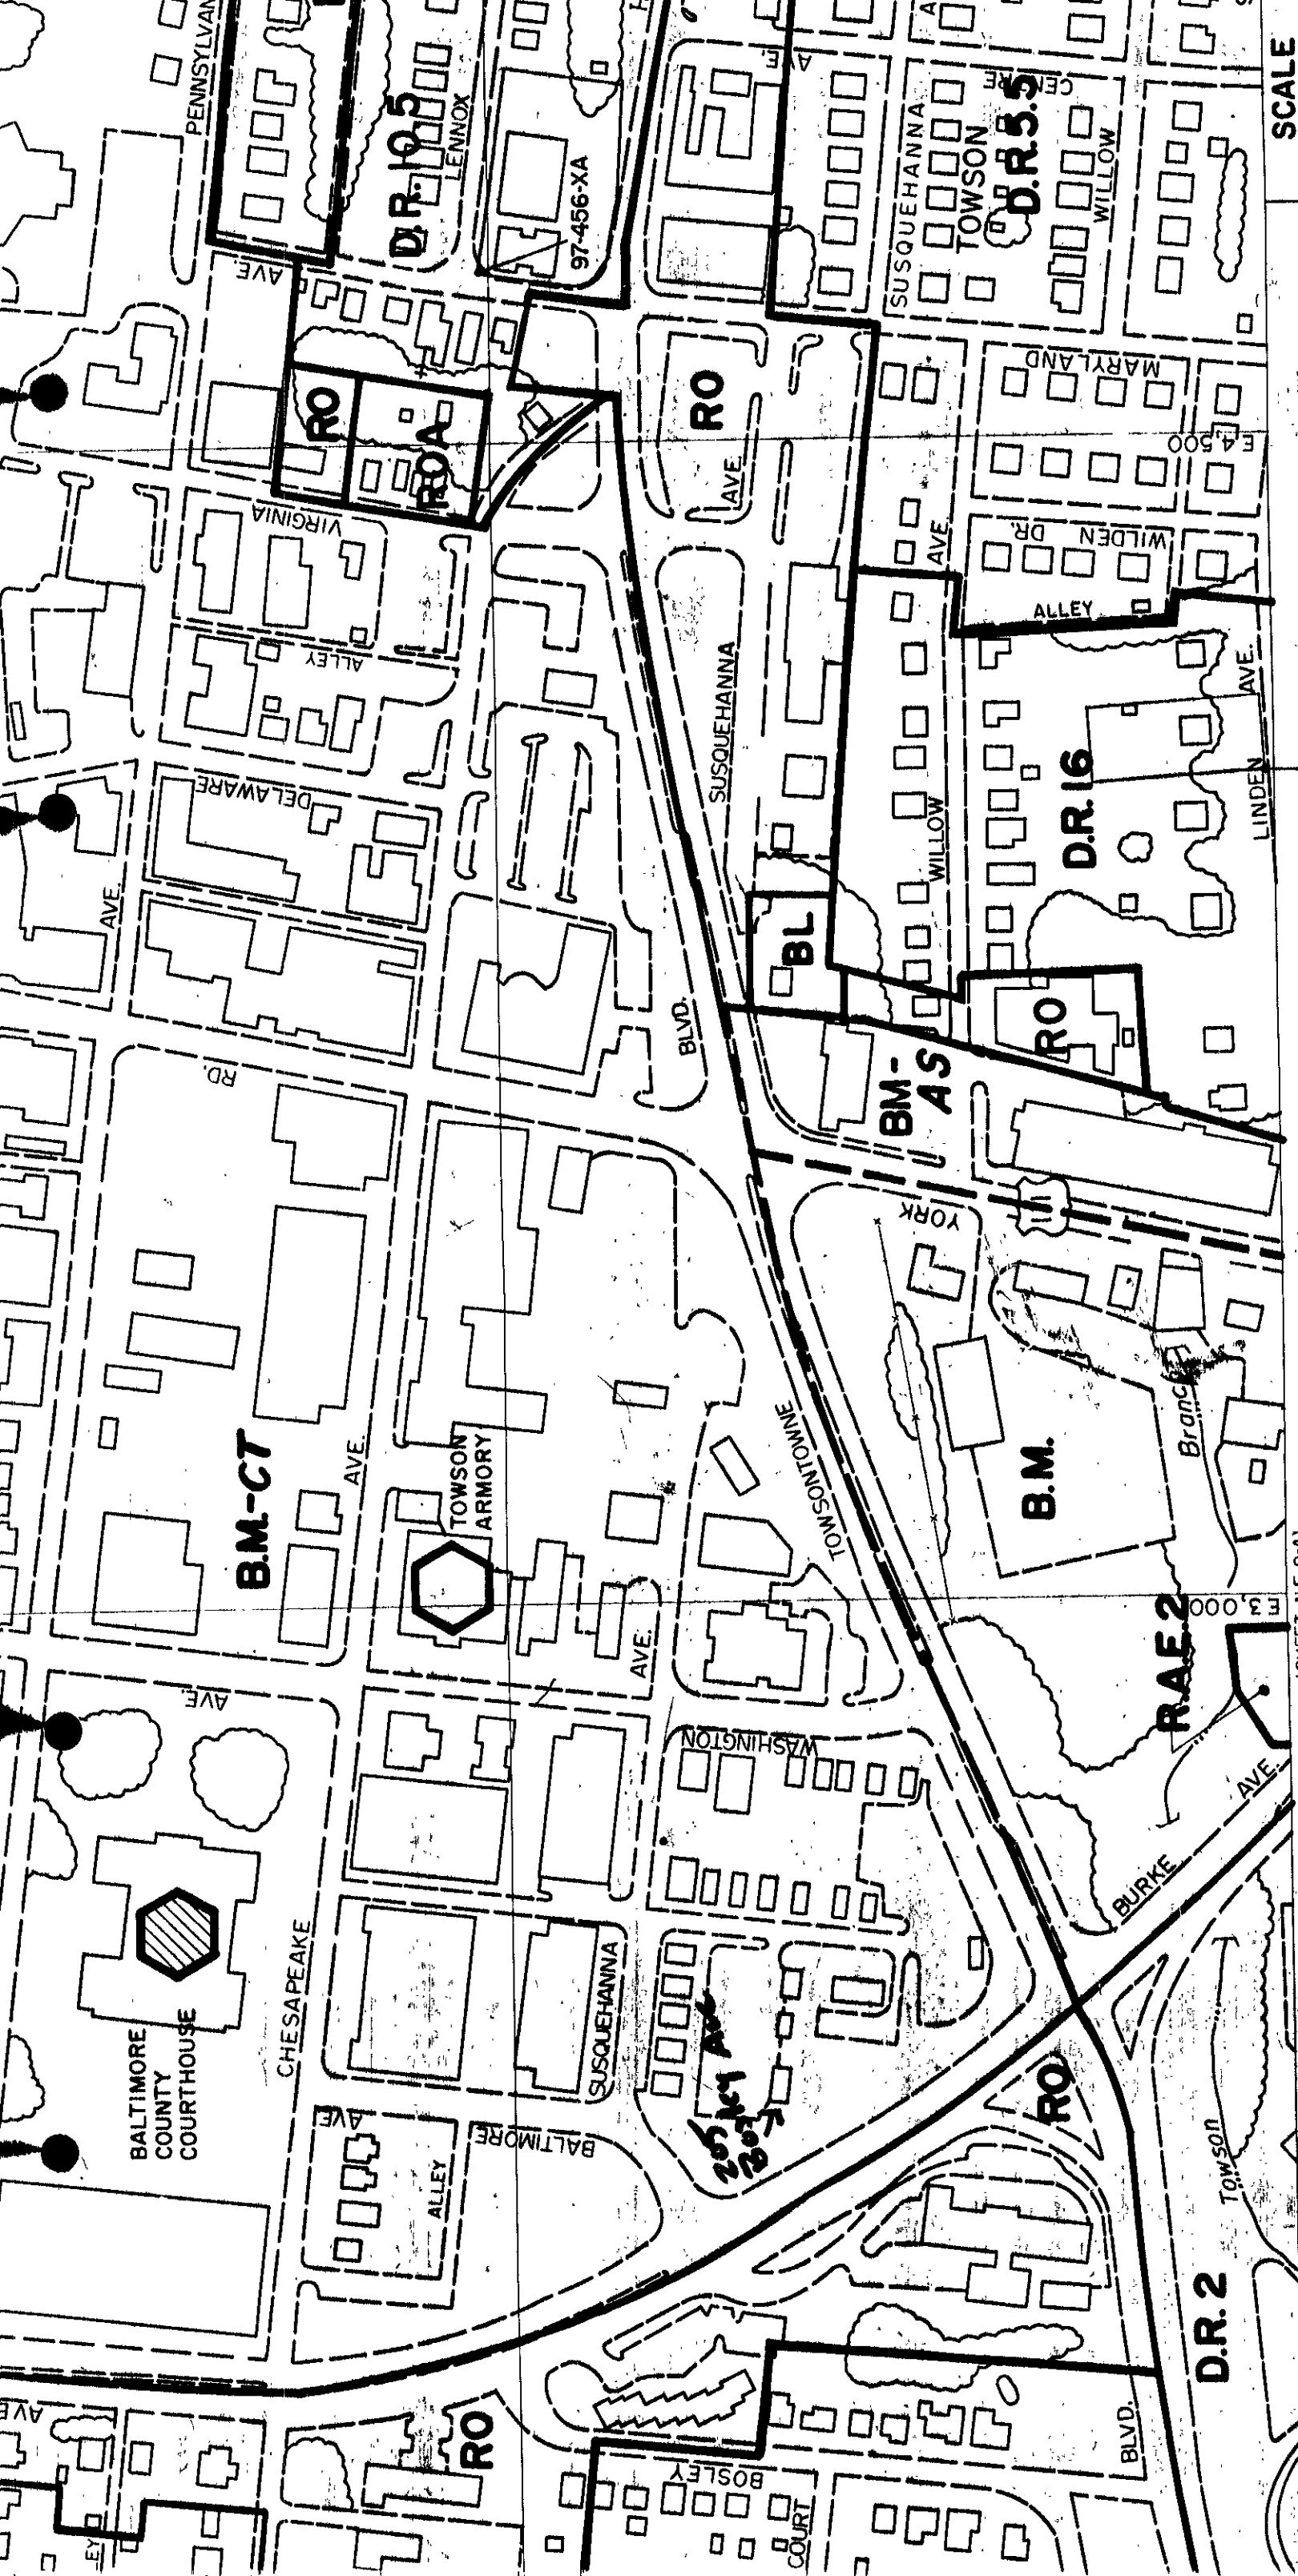 PENNSYLVAN
LENNOX
D.R. 10.5
97-456-XA
AVE.
AVE.
SUSQUEHANNA
TOWSON
CENTRE
D.R. 5.5
WILLOW
SCALE
MARYLAND
E 4,500
RO
ROA
RO
AVE.
VIRGINIA
AVE.
WILDEN DR.
ALLEY
ALLEY
SUSQUEHANNA
AVE.
LINDEN
DELAWARE
AVE.
WILLOW
D.R. 16
BL
RO
BLVD.
RD.
BM-
AS
YORK
B.M.-CT
AVE.
TOWSON
ARMORY
TOWSONTOWNE
B.M.
Branch
E 3,000
R.A.E. 2
AVE.
AVE.
WASHINGTON
AVE.
BURKE
BALTIMORE
COUNTY
COURTHOUSE
CHESAPEAKE
SUSQUEHANNA
AVE.
ALLEY
BALTIMORE
RO
Towson
D.R. 2
AVE
RO
BOSLEY
COURT
BLVD.